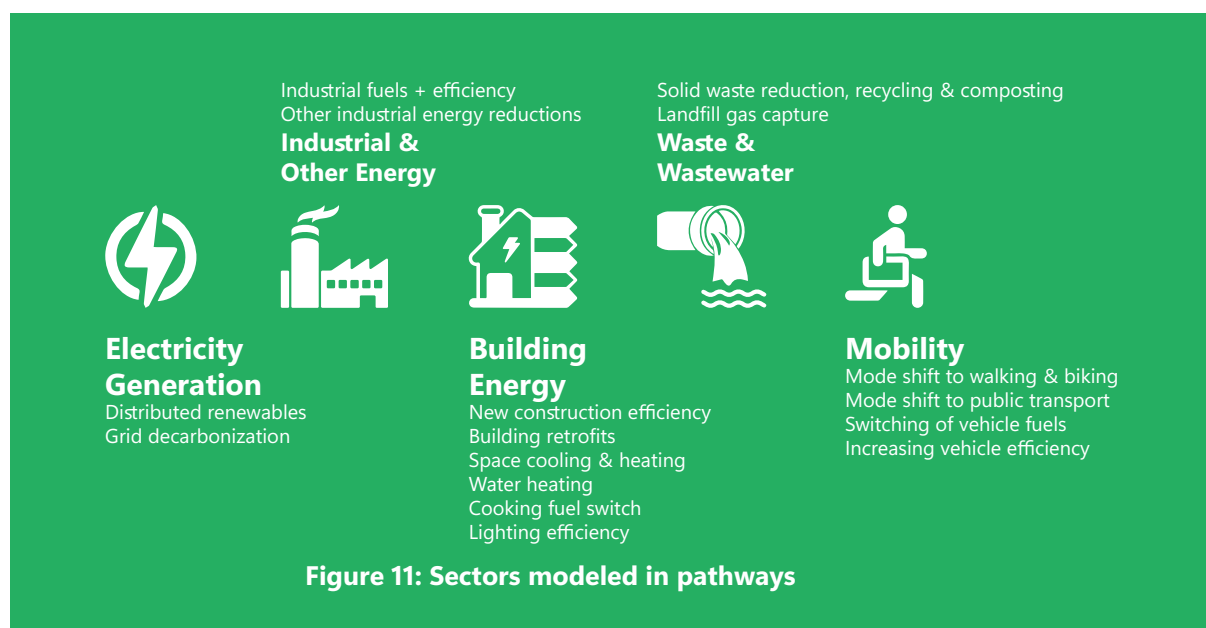 Industrial fuels + efficiency
Other industrial energy reductions
Industrial &
Other Energy
Solid waste reduction, recycling & composting
Landfill gas capture
Waste &
Wastewater
Electricity
Generation
Distributed renewables
Grid decarbonization
Building
Energy
New construction efficiency
Building retrofits
Space cooling & heating
Water heating
Cooking fuel switch
Lighting efficiency
Mobility
Mode shift to walking & biking
Mode shift to public transport
Switching of vehicle fuels
Increasing vehicle efficiency
Figure 11: Sectors modeled in pathways